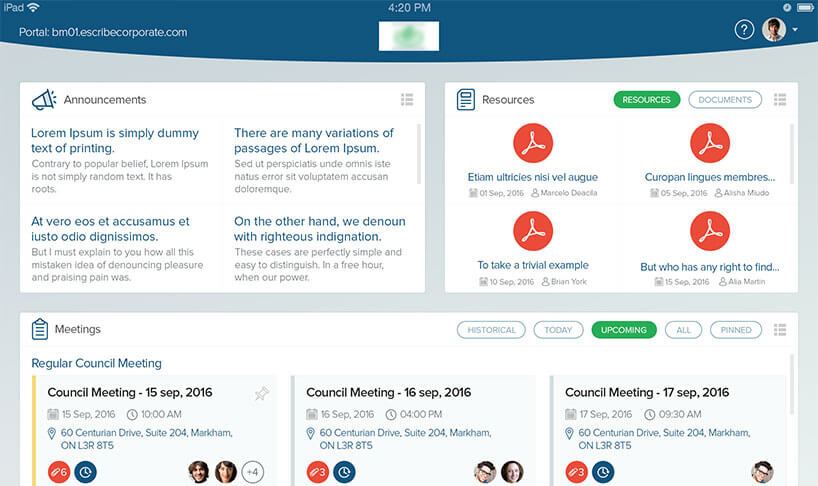 iPad
4:20 PM
Portal: bm01.escribecorporate.com
?
Announcements
Lorem Ipsum is simply dummy
text of printing.
Contrary to popular belief, Lorem Ipsum
is not simply random text. It has
roots.
There are many variations of
passages of Lorem Ipsum.
Sed ut perspiciatis unde omnis iste
natus error sit voluptatem accusan
doloremque.
At vero eos et accusamus et
iusto odio dignissimos.
But I must explain to you how all this
mistaken idea of denouncing pleasure
and praising pain was.
On the other hand, we denoun
with righteous indignation.
These cases are perfectly simple and
easy to distinguish. In a free hour,
when our power.
Resources
RESOURCES
DOCUMENTS
Etiam ultricies nisi vel augue
01 Sep, 2016 Marcelo Deacila
Curopan lingues membres...
05 Sep, 2016 Alisha Miudo
To take a trivial example
10 Sep, 2016 Brian York
But who has any right to find...
15 Sep, 2016 Alia Martin
Meetings
HISTORICAL
TODAY
UPCOMING
ALL
PINNED
Regular Council Meeting
Council Meeting - 15 sep, 2016
15 Sep, 2016 10:00 AM
60 Centurian Drive, Suite 204, Markham,
ON L3R 8T5
6
+4
Council Meeting - 16 sep, 2016
16 Sep, 2016 04:00 PM
60 Centurian Drive, Suite 204, Markham,
ON L3R 8T5
3
Council Meeting - 17 sep, 2016
17 Sep, 2016 09:30 AM
60 Centurian Drive, Suite 204, Markham,
ON L3R 8T5
3